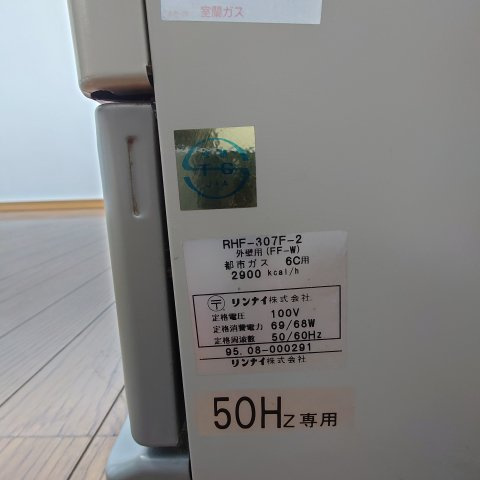 室蘭ガス
JIA
RHF-307F-2
外壁用(FF-W)
都市ガス 6C用
2900 kcal/h
リンナイ株式会社
定格電圧 100V
定格消費電力 69/68W
定格周波数 50/60Hz
95.08-000291
リンナイ株式会社
50Hz専用